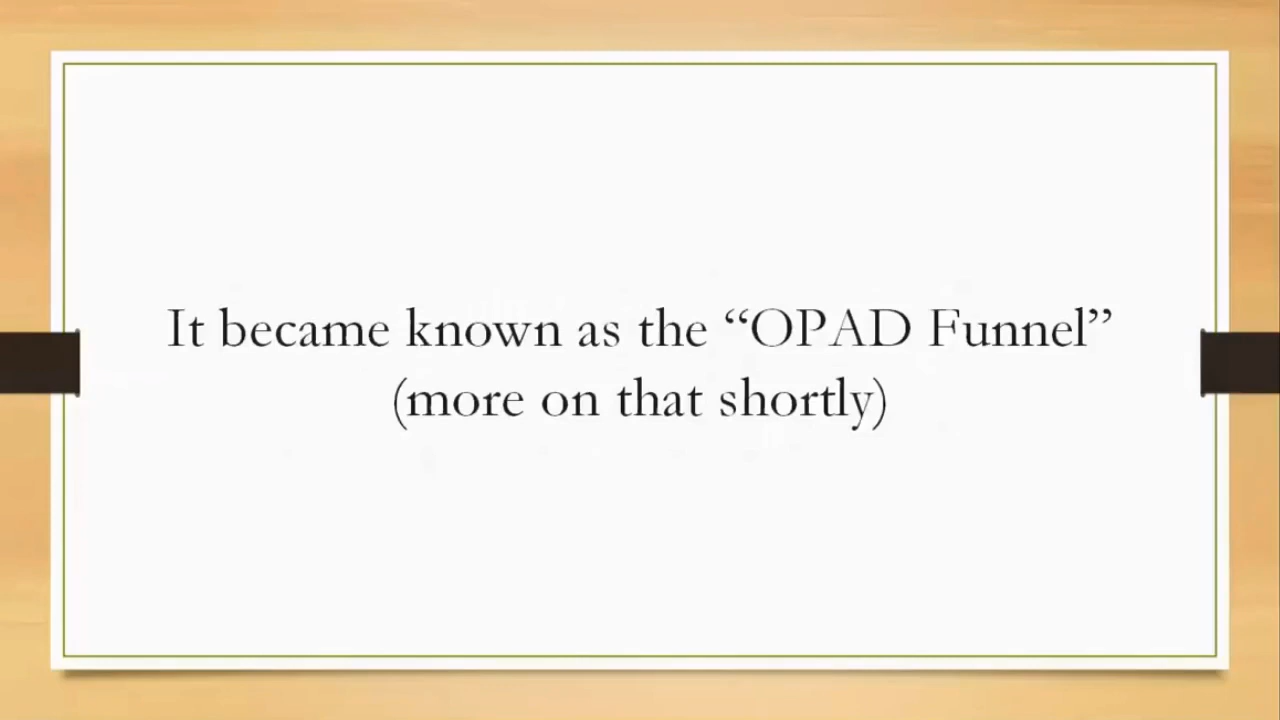 It became known as the “OPAD Funnel”
(more on that shortly)